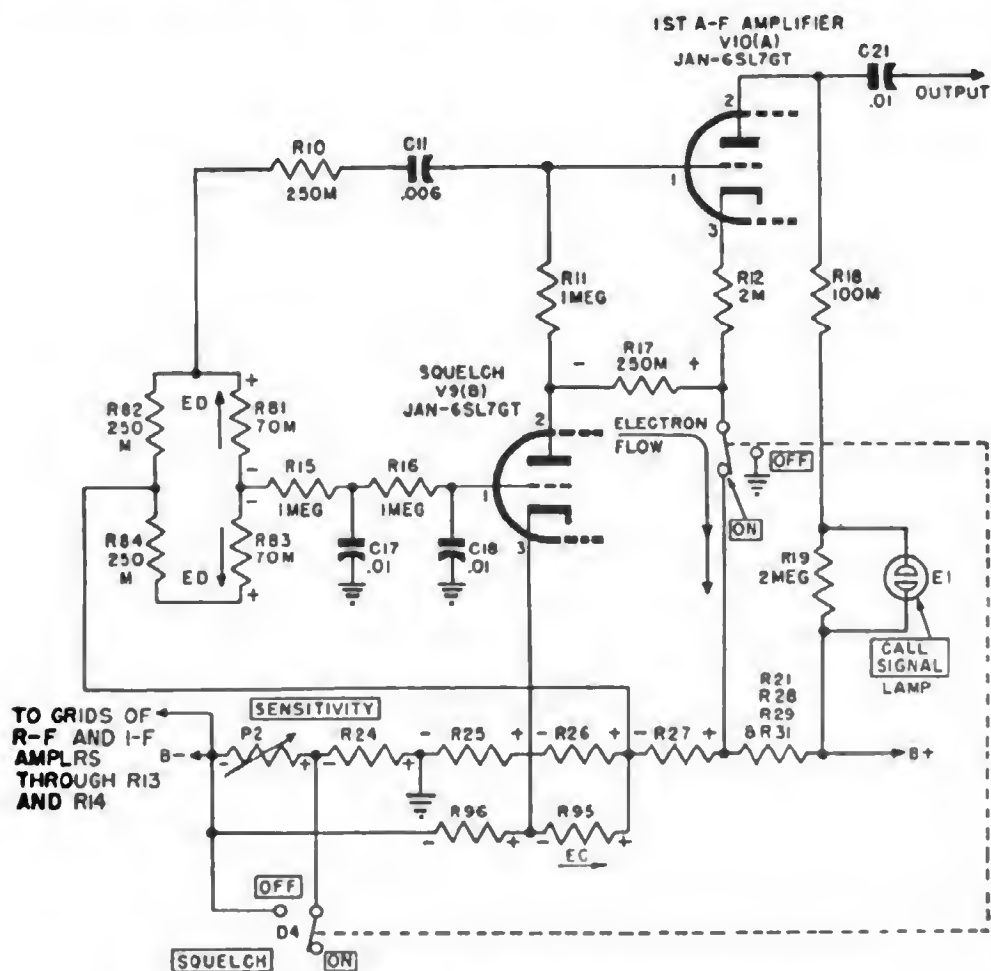 1ST A-F AMPLIFIER
V10(A)
JAN-6SL7GT
C21
.01
OUTPUT
2
1
3
R10
250M
C11
.006
R11
1MEG
R12
2M
R18
100M
R17
250M
-
+
SQUELCH
V9(B)
JAN-6SL7GT
2
1
3
ELECTRON
FLOW
OFF
ON
R82
250
M
ED
+
R81
70M
-
-
R84
250
M
ED
R83
70M
+
R15
1MEG
R16
1MEG
C17
.01
C18
.01
R19
2MEG
E1
CALL
SIGNAL
LAMP
TO GRIDS OF
R-F AND I-F
AMPLRS
THROUGH R13
AND R14
B-
SENSITIVITY
- P2 +
- R24 +
- R25 +
- R26 +
- R27 +
R21
R28
R29
& R31
B+
- R96 +
- R95 +
EC
OFF
D4
ON
SQUELCH